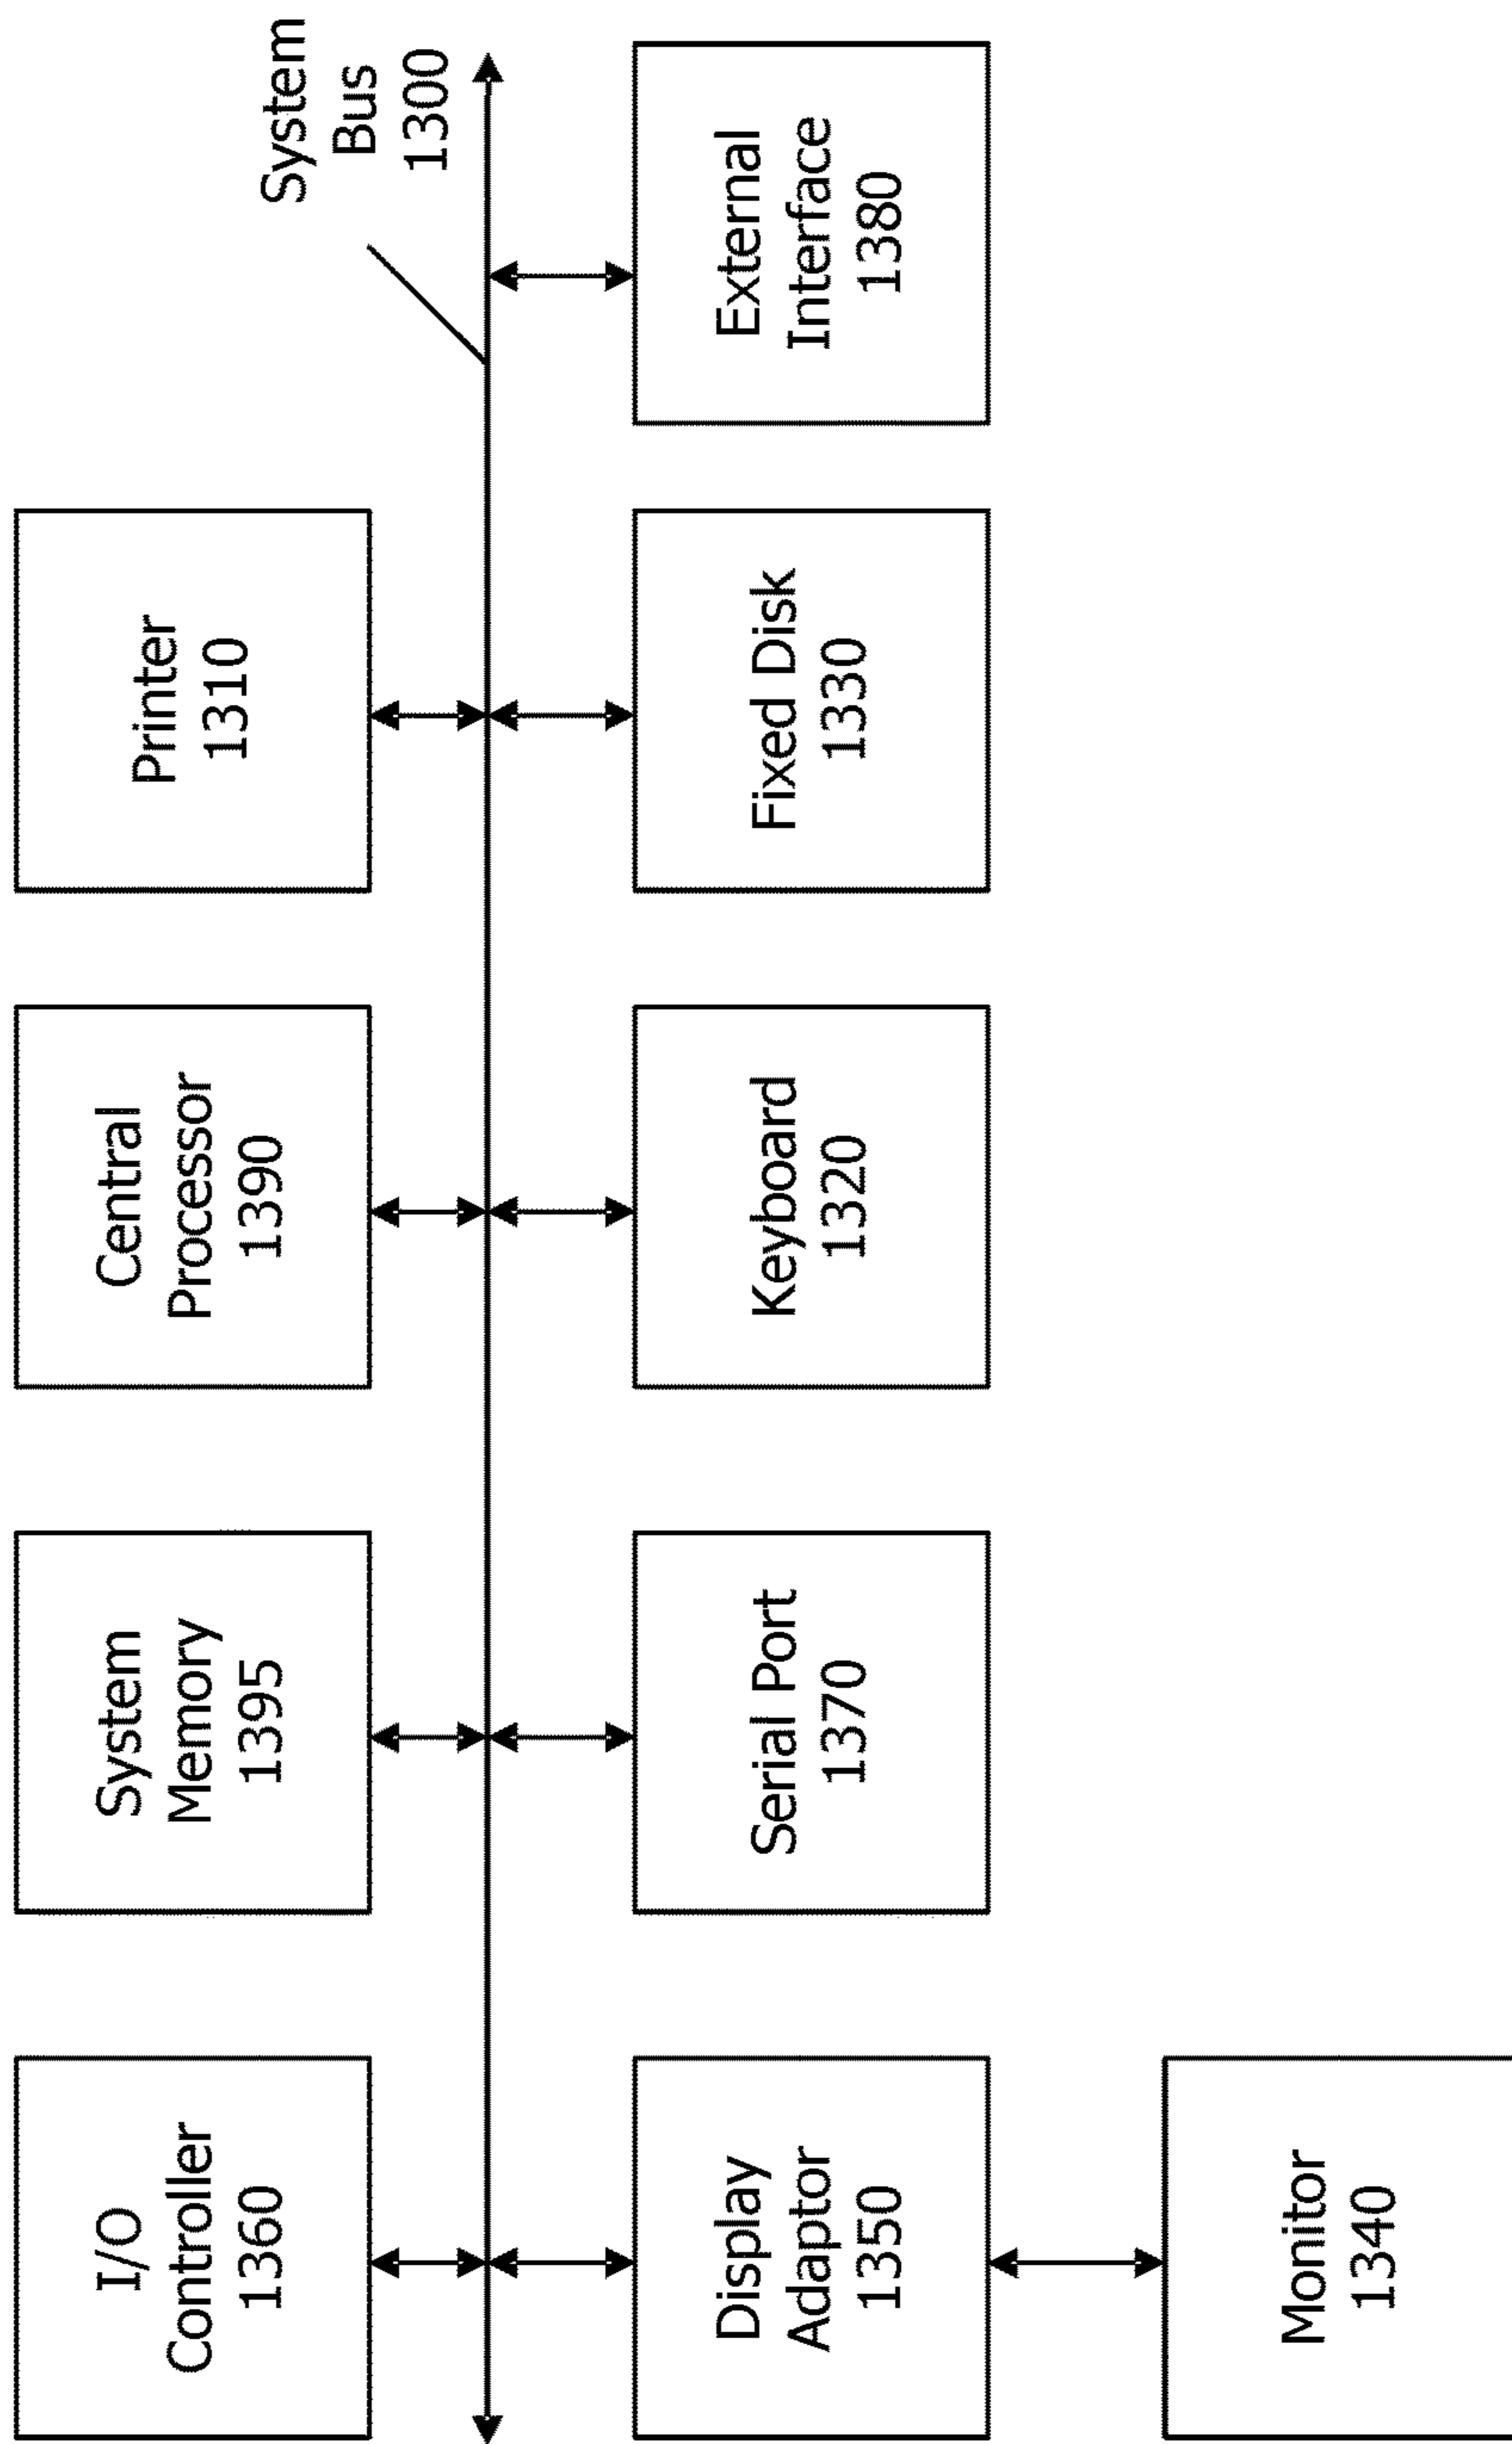 System
Bus
1300
I/O
Controller
1360
System
Memory
1395
Central
Processor
1390
Printer
1310
Display
Adaptor
1350
Serial Port
1370
Keyboard
1320
Fixed Disk
1330
External
Interface
1380
Monitor
1340